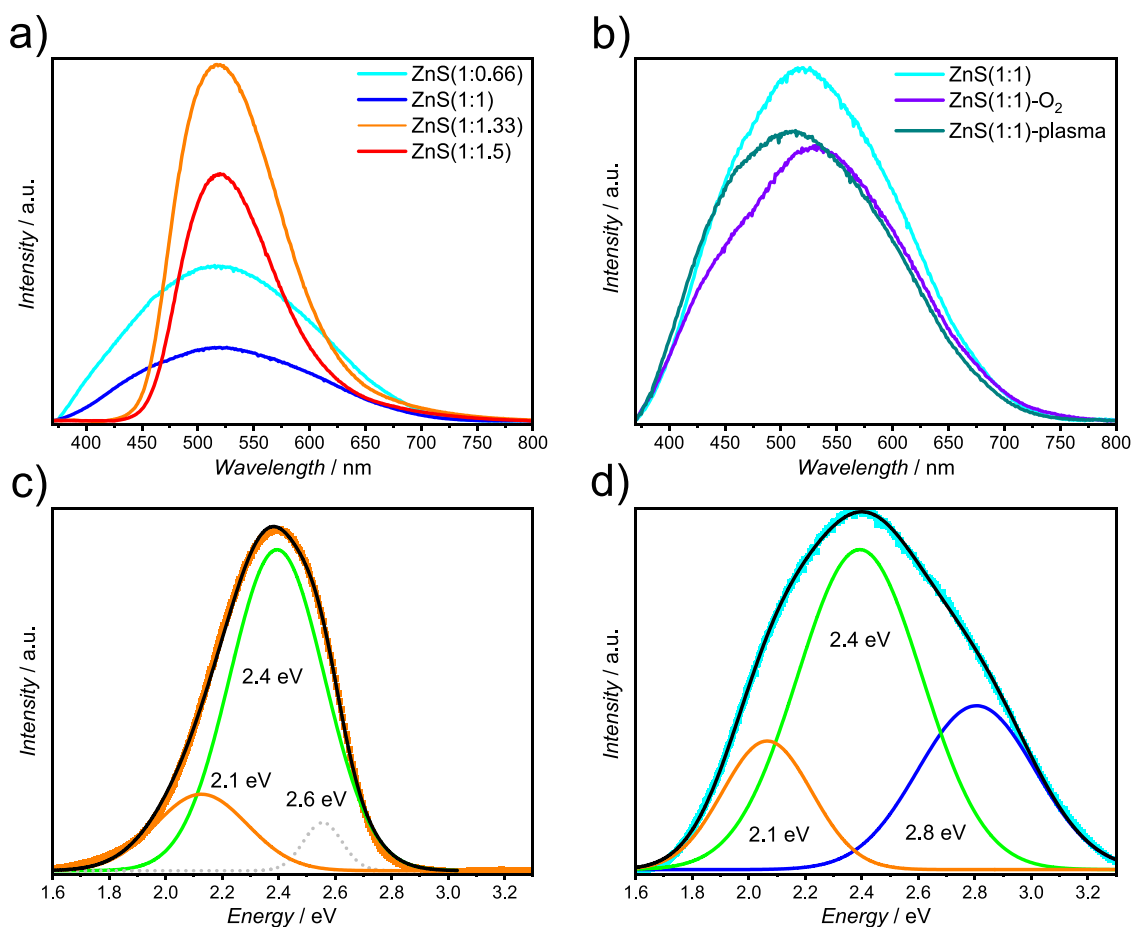 a)
ZnS(1:0.66)
ZnS(1:1)
ZnS(1:1.33)
ZnS(1:1.5)
Intensity / a.u.
400 450 500 550 600 650 700 750 800
Wavelength / nm
b)
ZnS(1:1)
ZnS(1:1)-O₂
ZnS(1:1)-plasma
Intensity / a.u.
400 450 500 550 600 650 700 750 800
Wavelength / nm
c)
2.4 eV
2.1 eV
2.6 eV
Intensity / a.u.
1.6 1.8 2.0 2.2 2.4 2.6 2.8 3.0 3.2
Energy / eV
d)
2.4 eV
2.1 eV
2.8 eV
Intensity / a.u.
1.6 1.8 2.0 2.2 2.4 2.6 2.8 3.0 3.2
Energy / eV